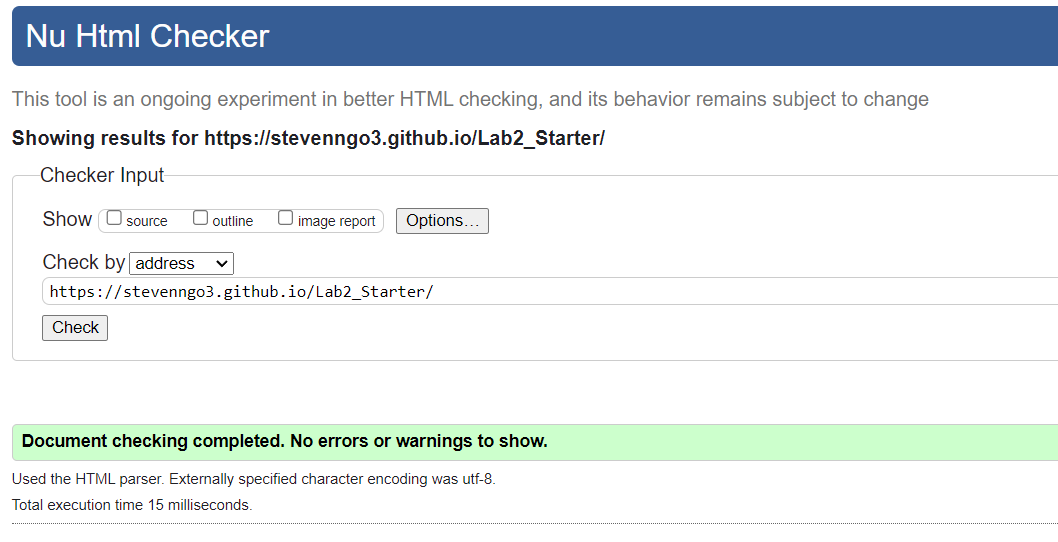 Nu Html Checker
This tool is an ongoing experiment in better HTML checking, and its behavior remains subject to change
Showing results for https://stevenngo3.github.io/Lab2_Starter/
Checker Input
Show source outline image report Options...
Check by address
https://stevenngo3.github.io/Lab2_Starter/
Check
Document checking completed. No errors or warnings to show.
Used the HTML parser. Externally specified character encoding was utf-8.
Total execution time 15 milliseconds.